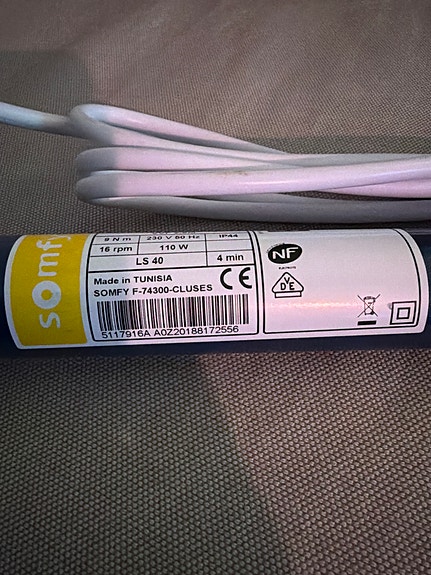 somfy
9 N m 230 V 50 Hz IP44
16 rpm 110 W
LS 40 4 min
Made in TUNISIA
SOMFY F-74300-CLUSES
CE
5117916A A0Z20188172556
NF
VDE